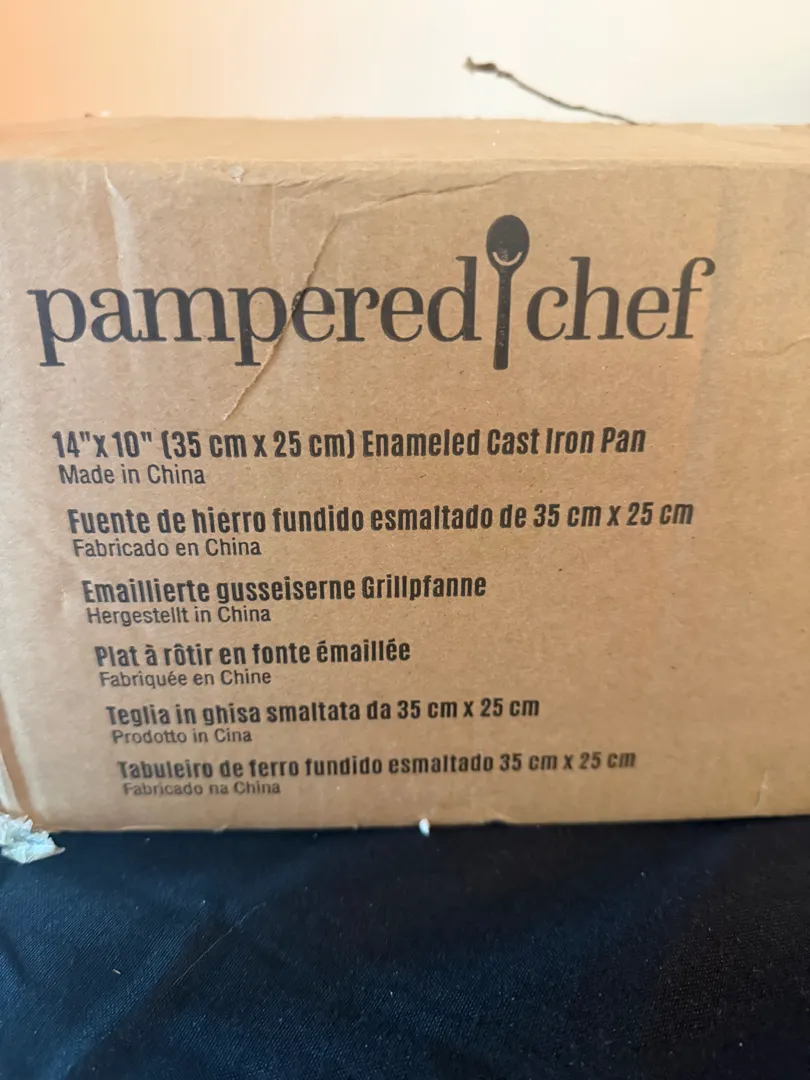 pampered chef
14"x 10" (35 cm x 25 cm) Enameled Cast Iron Pan
Made in China
Fuente de hierro fundido esmaltado de 35 cm x 25 cm
Fabricado en China
Emaillierte gusseiserne Grillpfanne
Hergestellt in China
Plat à rôtir en fonte émaillée
Fabriquée en Chine
Teglia in ghisa smaltata da 35 cm x 25 cm
Prodotto in Cina
Tabuleiro de ferro fundido esmaltado 35 cm x 25 cm
Fabricado na China